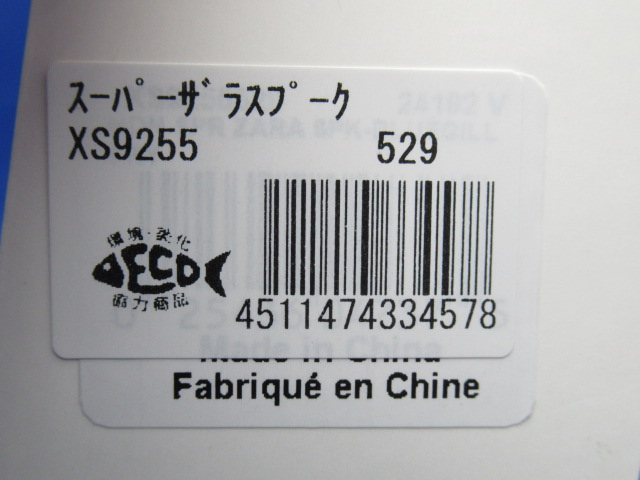 ｽｰﾊﾟｰｻﾞﾗｽﾌﾟｰｸ
XS9255 529
環境・美化
ECO
協力商品
4511474334578
Made in China
Fabriqué en Chine